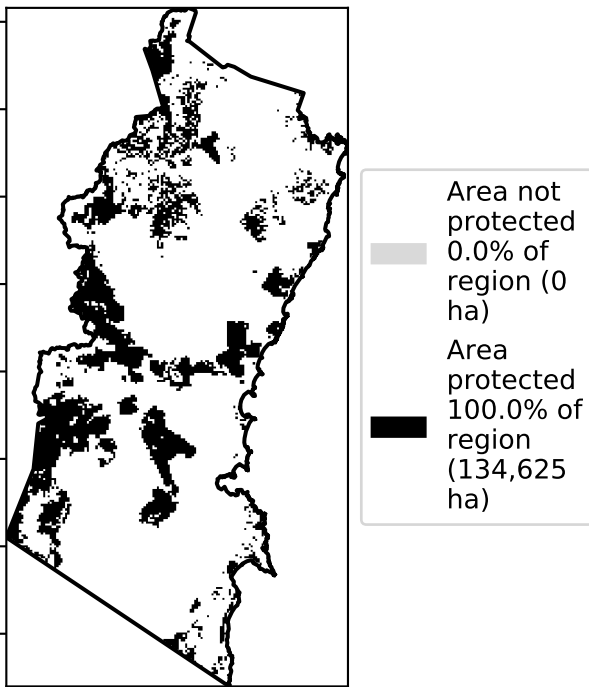 Area not
protected
0.0% of
region (0
ha)
Area
protected
100.0% of
region
(134,625
ha)